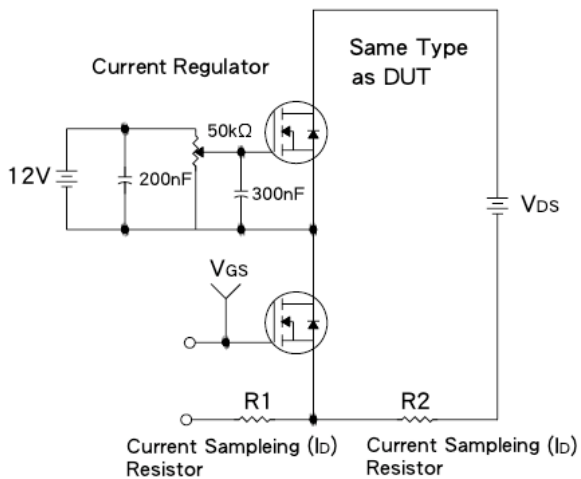 Same Type
as DUT
Current Regulator
50kΩ
12V
200nF
300nF
VDS
VGS
R1
R2
Current Sampleing (ID)
Resistor
Current Sampleing (ID)
Resistor